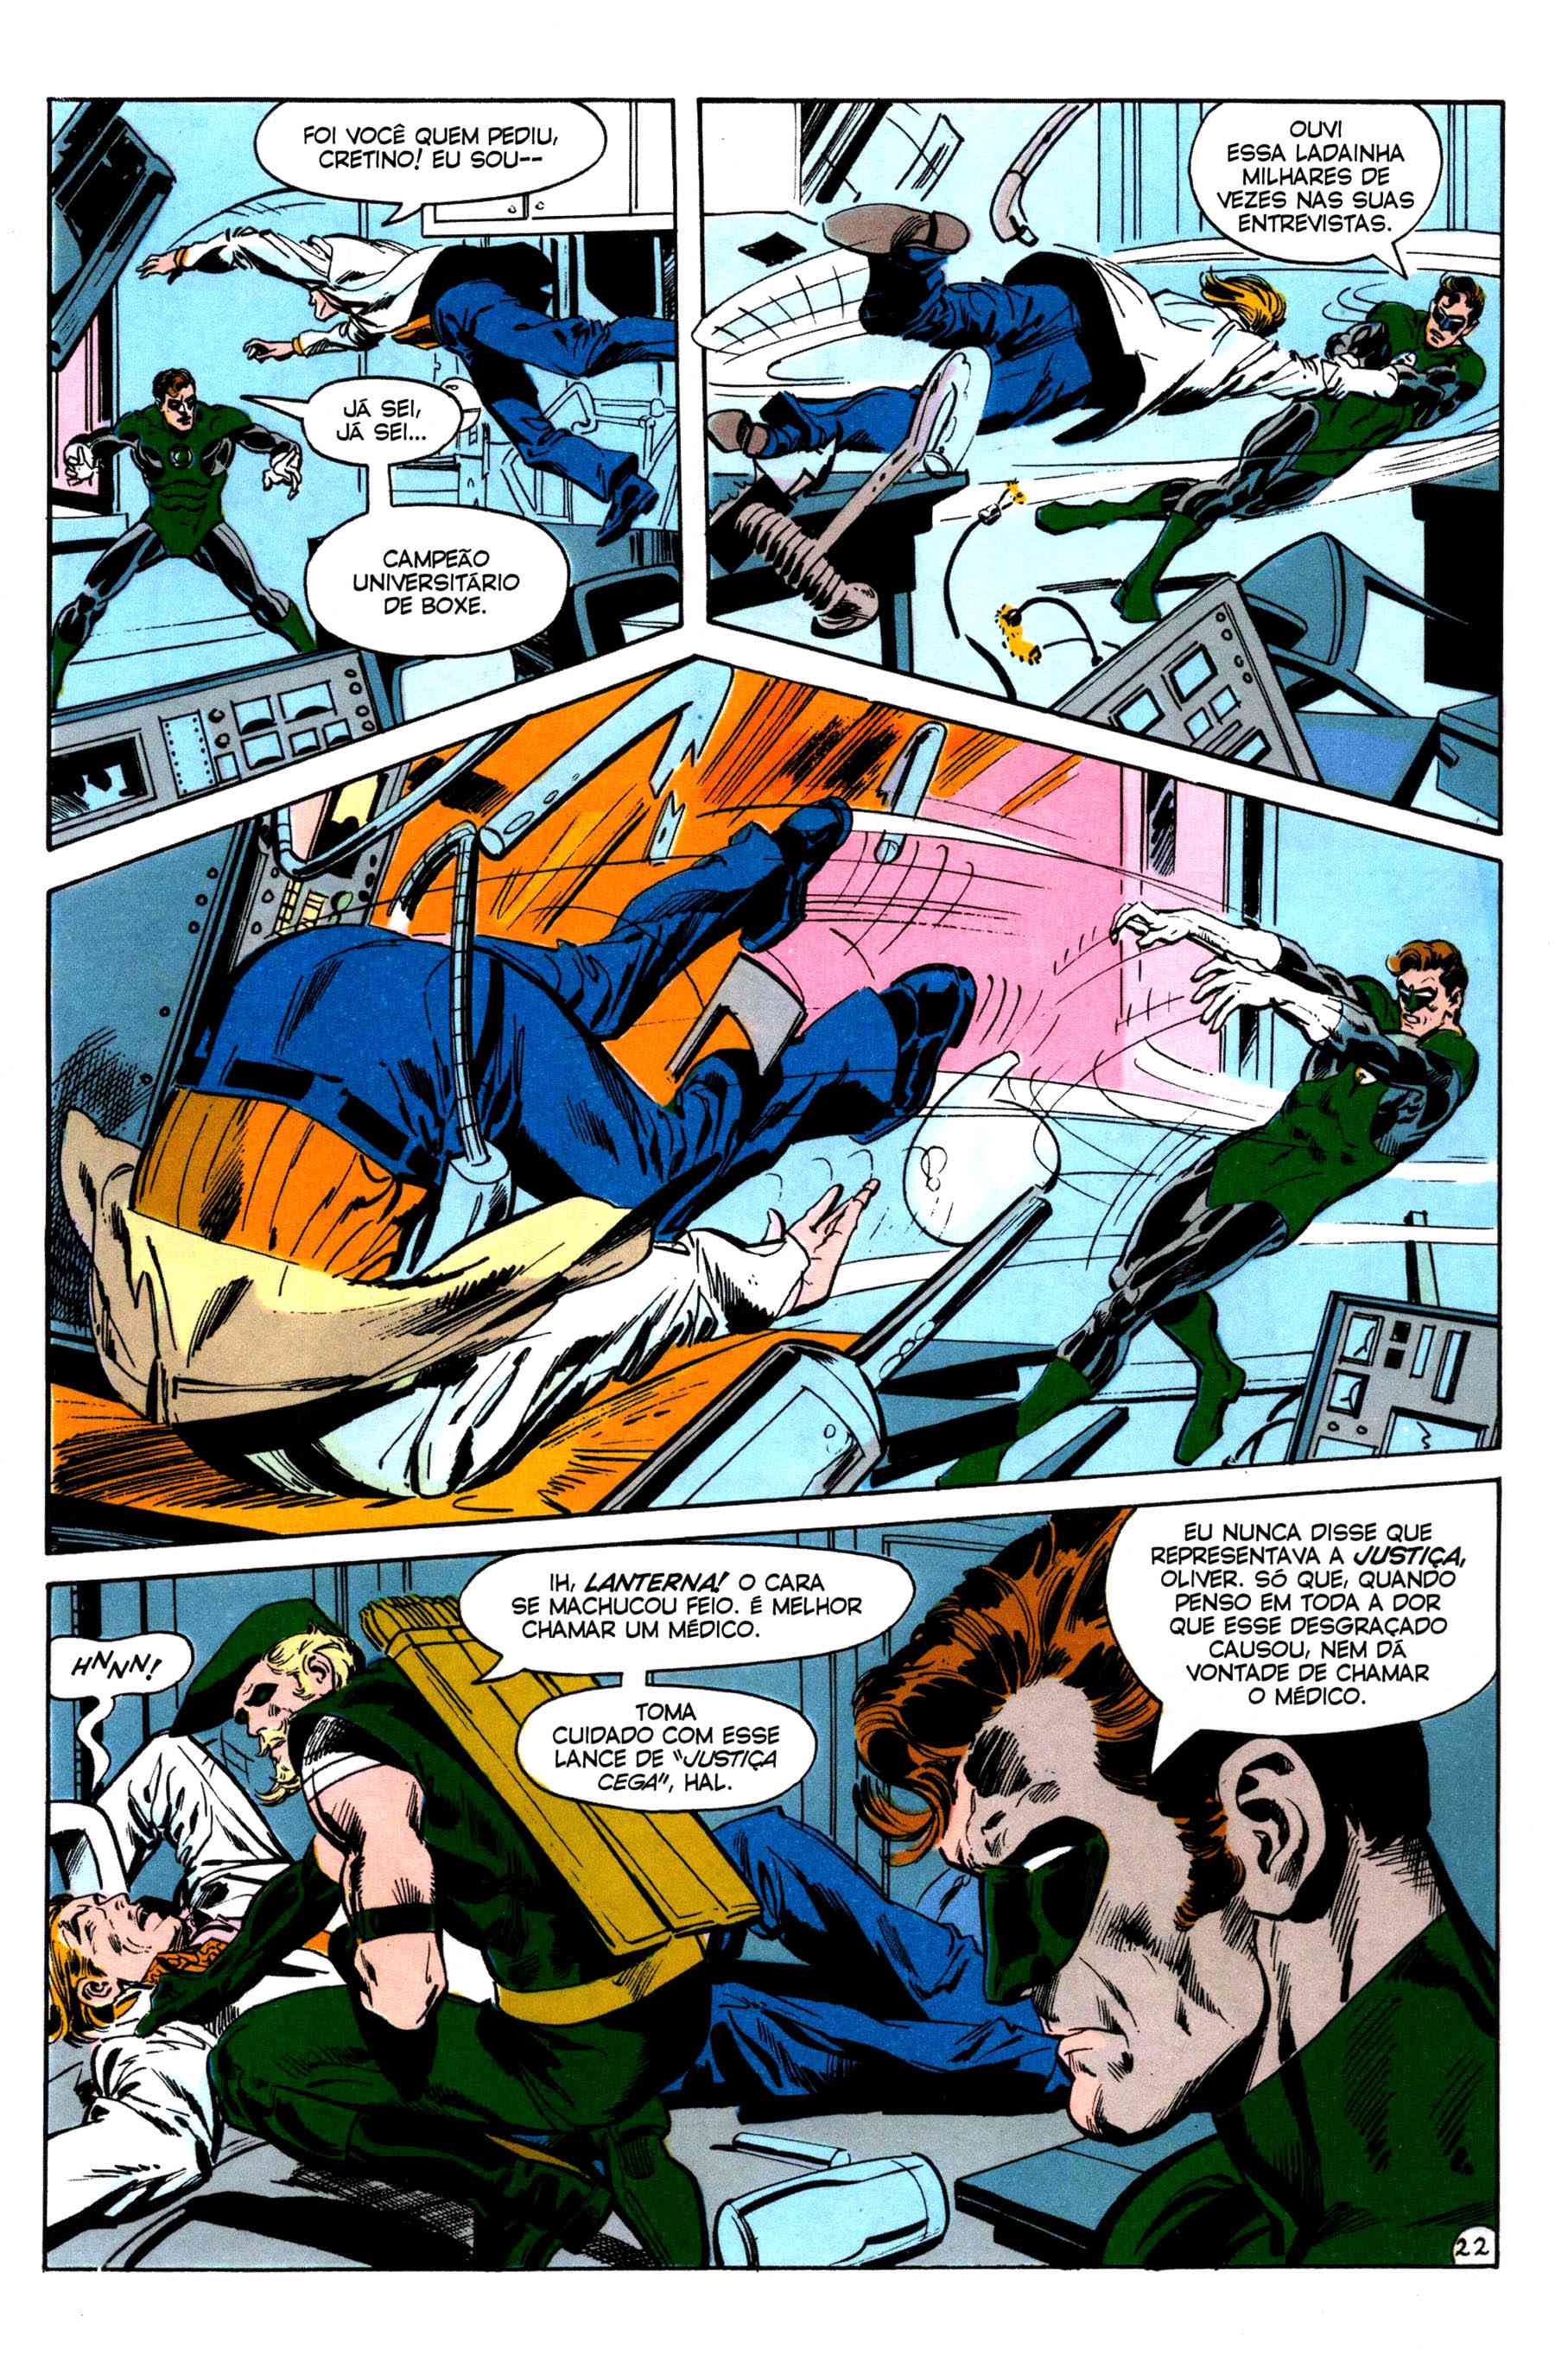 FOI VOCÊ QUEM PEDIU,
CRETINO! EU SOU--
JÁ SEI,
JÁ SEI...
CAMPEÃO
UNIVERSITÁRIO
DE BOXE.
OUVI
ESSA LADAINHA
MILHARES DE
VEZES NAS SUAS
ENTREVISTAS.
HNNN!
IH, LANTERNA! O CARA
SE MACHUCOU FEIO. É MELHOR
CHAMAR UM MÉDICO.
TOMA
CUIDADO COM ESSE
LANCE DE "JUSTIÇA
CEGA", HAL.
EU NUNCA DISSE QUE
REPRESENTAVA A JUSTIÇA,
OLIVER. SÓ QUE, QUANDO
PENSO EM TODA A DOR
QUE ESSE DESGRAÇADO
CAUSOU, NEM DÁ
VONTADE DE CHAMAR
O MÉDICO.
22